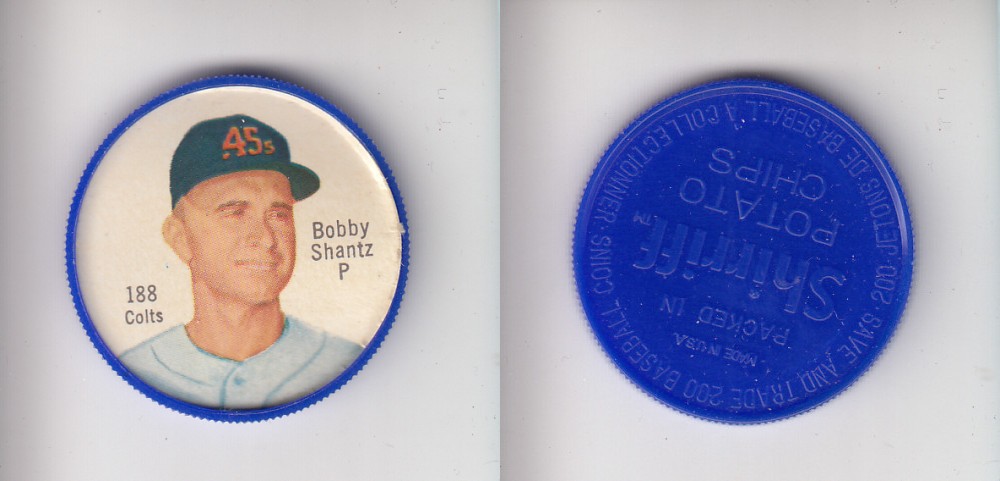 .45s
Bobby
Shantz
P
188
Colts
SAVE AND TRADE 200 BASEBALL COINS · 200 JETONS DE BASEBALL A COLLECTIONNER
MADE IN U.S.A.
PACKED IN
Shirriff™
POTATO
CHIPS